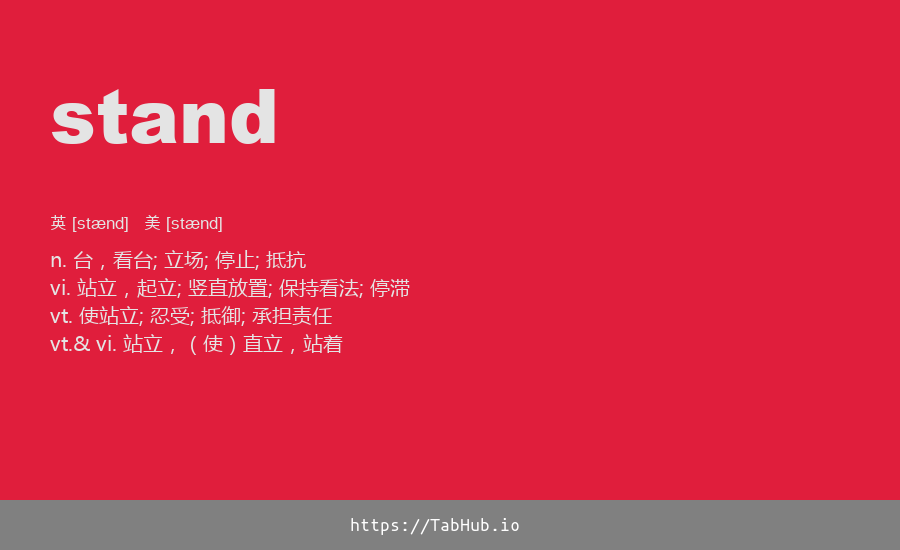 stand
英 [stænd] 美 [stænd]
n. 台，看台; 立场; 停止; 抵抗
vi. 站立，起立; 竖直放置; 保持看法; 停滞
vt. 使站立; 忍受; 抵御; 承担责任
vt.& vi. 站立，（使）直立，站着
https://TabHub.io